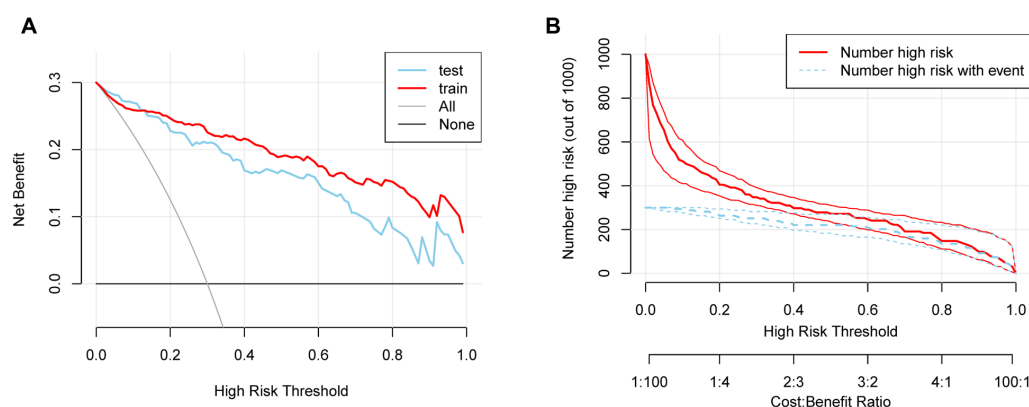 A
Net Benefit
0.3
0.2
0.1
0.0
test
train
All
None
0.0 0.2 0.4 0.6 0.8 1.0
High Risk Threshold
B
Number high risk (out of 1000)
1000
800
600
400
200
0
Number high risk
Number high risk with event
0.0 0.2 0.4 0.6 0.8 1.0
High Risk Threshold
1:100 1:4 2:3 3:2 4:1 100:1
Cost:Benefit Ratio